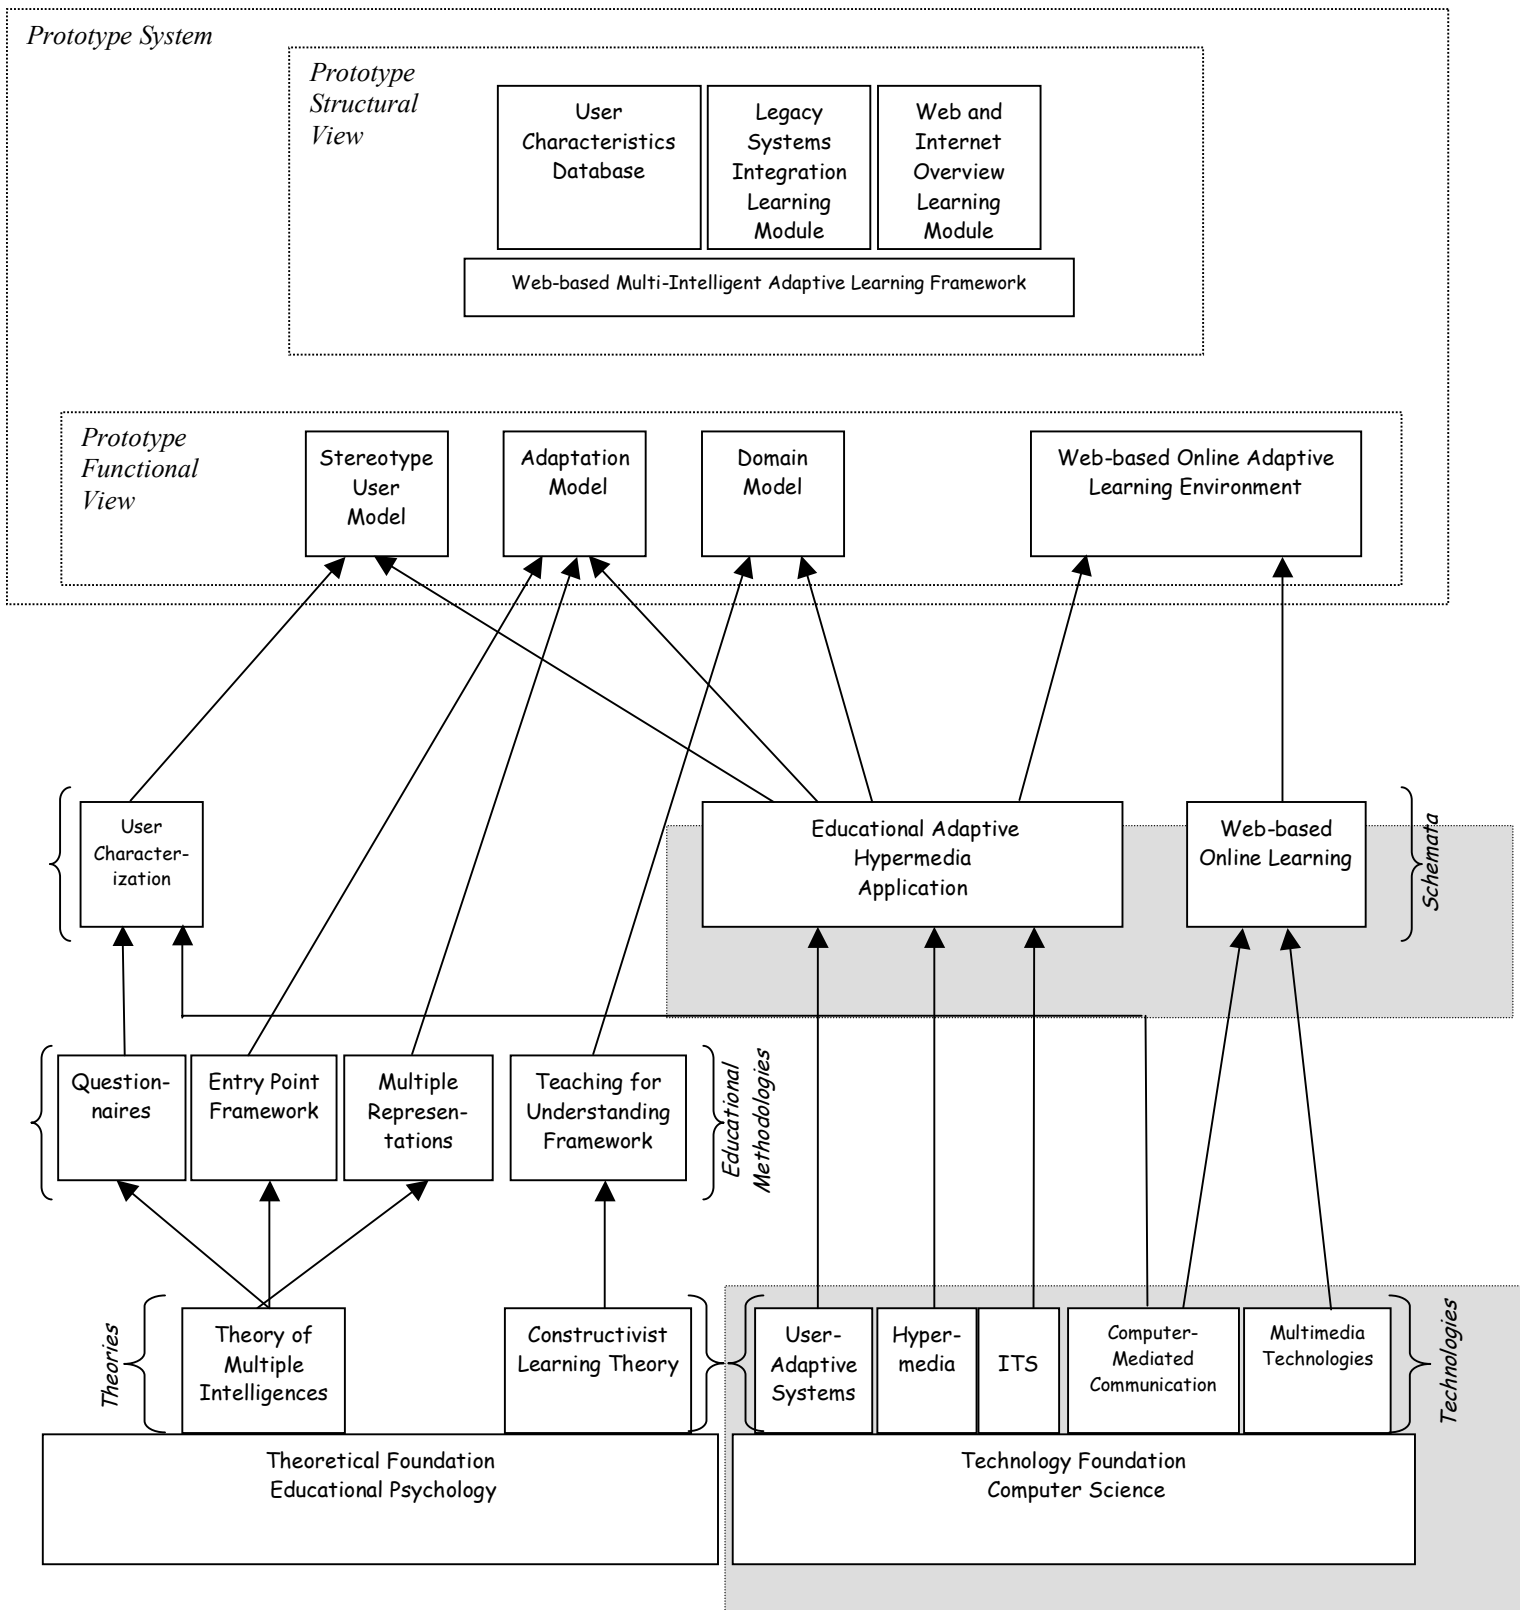 Prototype System
Prototype
Structural
View
User
Characteristics
Database
Legacy
Systems
Integration
Learning
Module
Web and
Internet
Overview
Learning
Module
Web-based Multi-Intelligent Adaptive Learning Framework
Prototype
Functional
View
Stereotype
User
Model
Adaptation
Model
Domain
Model
Web-based Online Adaptive
Learning Environment
User
Character-
ization
Educational Adaptive
Hypermedia
Application
Web-based
Online Learning
Schemata
Question-
naires
Entry Point
Framework
Multiple
Represen-
tations
Teaching for
Understanding
Framework
Educational
Methodologies
Theories
Theory of
Multiple
Intelligences
Constructivist
Learning Theory
User-
Adaptive
Systems
Hyper-
media
ITS
Computer-
Mediated
Communication
Multimedia
Technologies
Technologies
Theoretical Foundation
Educational Psychology
Technology Foundation
Computer Science